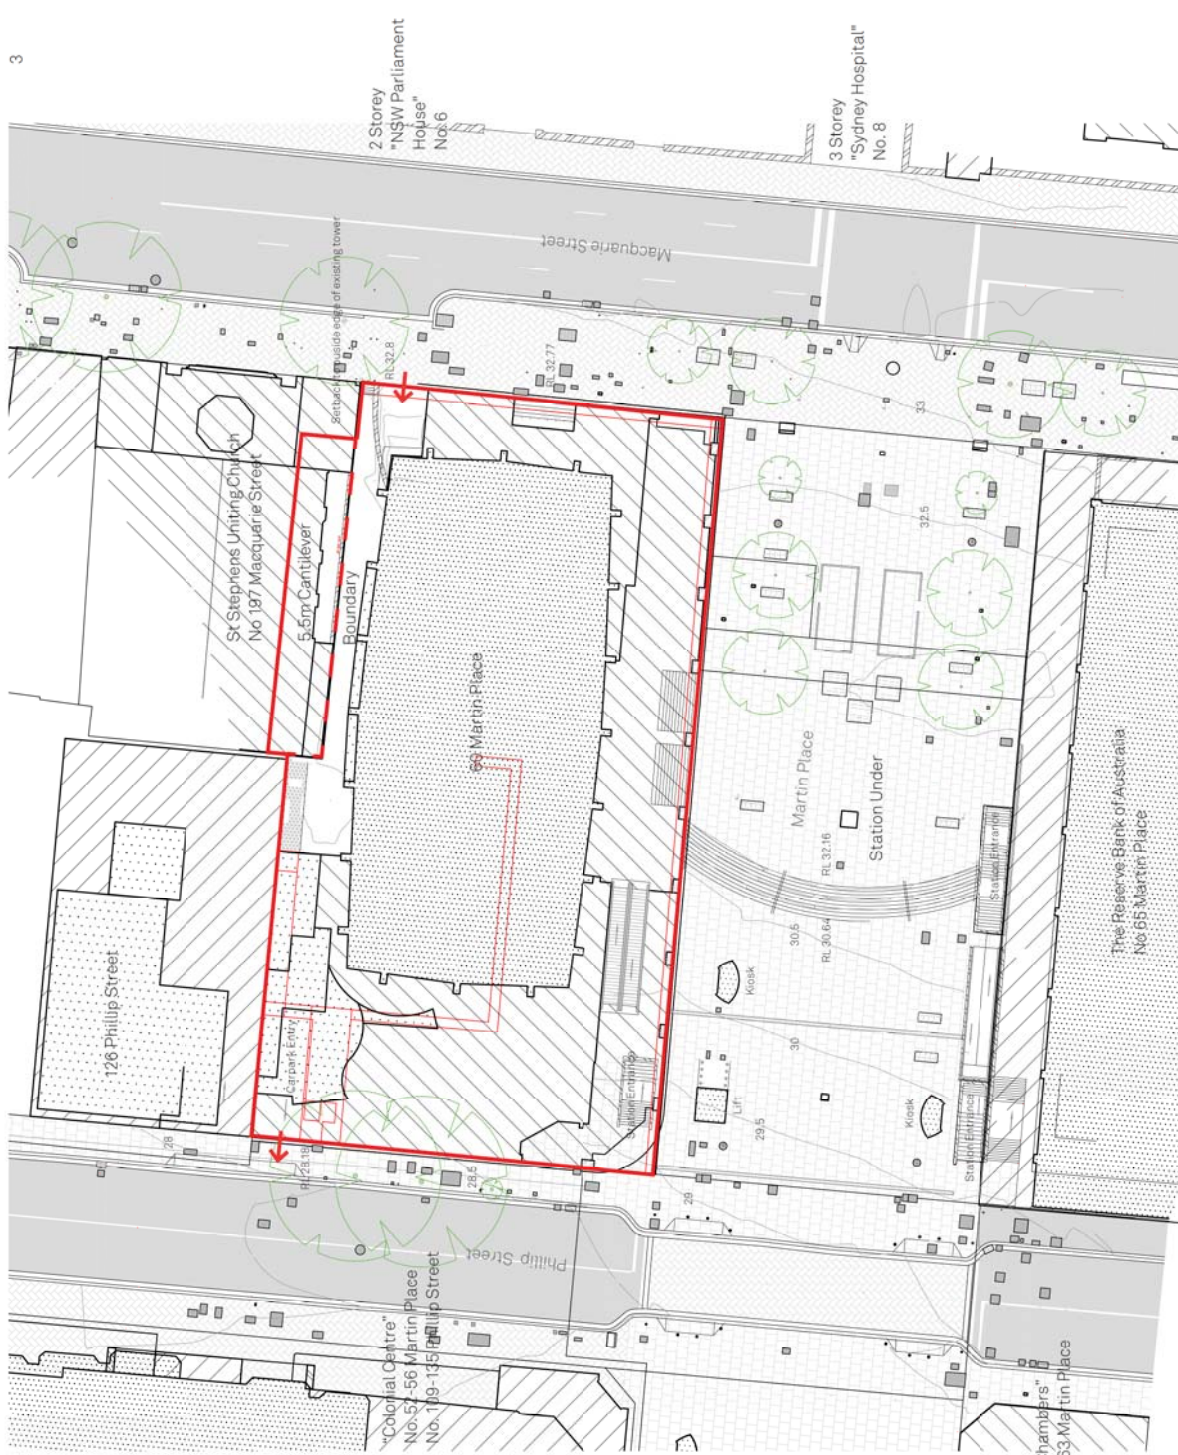 3
2 Storey
"NSW Parliament
House"
No.6
3 Storey
"Sydney Hospital"
No. 8
Macquarie Street
Setback to ouside edge of existing tower
RL 32.8
RL 32.77
33
St Stephens Uniting Church
No 197 Macquarie Street
5.5m Cantilever
Boundary
32.5
60 Martin Place
Martin Place
Station Under
RL 32.16
30.5
RL 30.64
Station Entrance
The Reserve Bank of Australia
No 65 Martin Place
126 Phillip Street
Carpark Entry
Kiosk
30
Station Entrance
Lift
29.5
Kiosk
Station Entrance
28
RL 28.18
28.5
29
Phillip Street
"Colonial Centre"
No. 52-56 Martin Place
No. 109-135 Phillip Street
hambers"
63 Martin Place